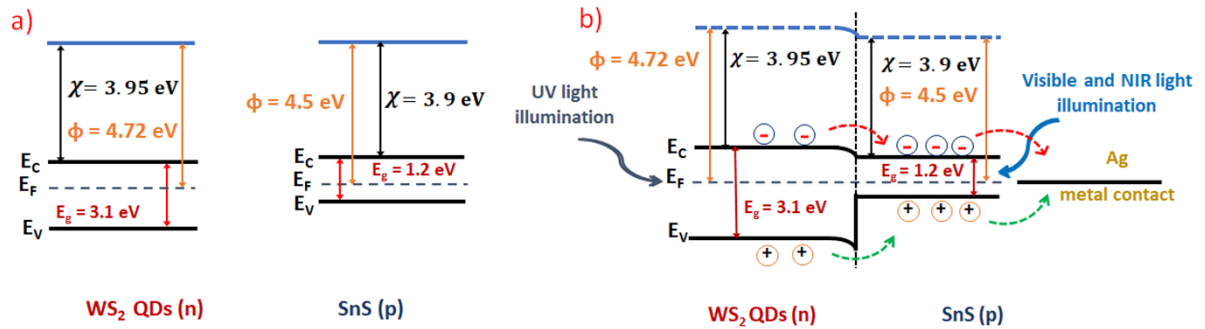 a)
χ = 3.95 eV
ϕ = 4.72 eV
E_C
E_F
E_g = 3.1 eV
E_V
WS₂ QDs (n)
ϕ = 4.5 eV
χ = 3.9 eV
E_C
E_g = 1.2 eV
E_F
E_V
SnS (p)
b)
ϕ = 4.72 eV
χ = 3.95 eV
χ = 3.9 eV
ϕ = 4.5 eV
UV light
illumination
Visible and NIR light
illumination
- -
- - -
E_C
E_g = 1.2 eV
Ag
E_F
metal contact
E_g = 3.1 eV
+ + +
E_V
+ +
WS₂ QDs (n)
SnS (p)